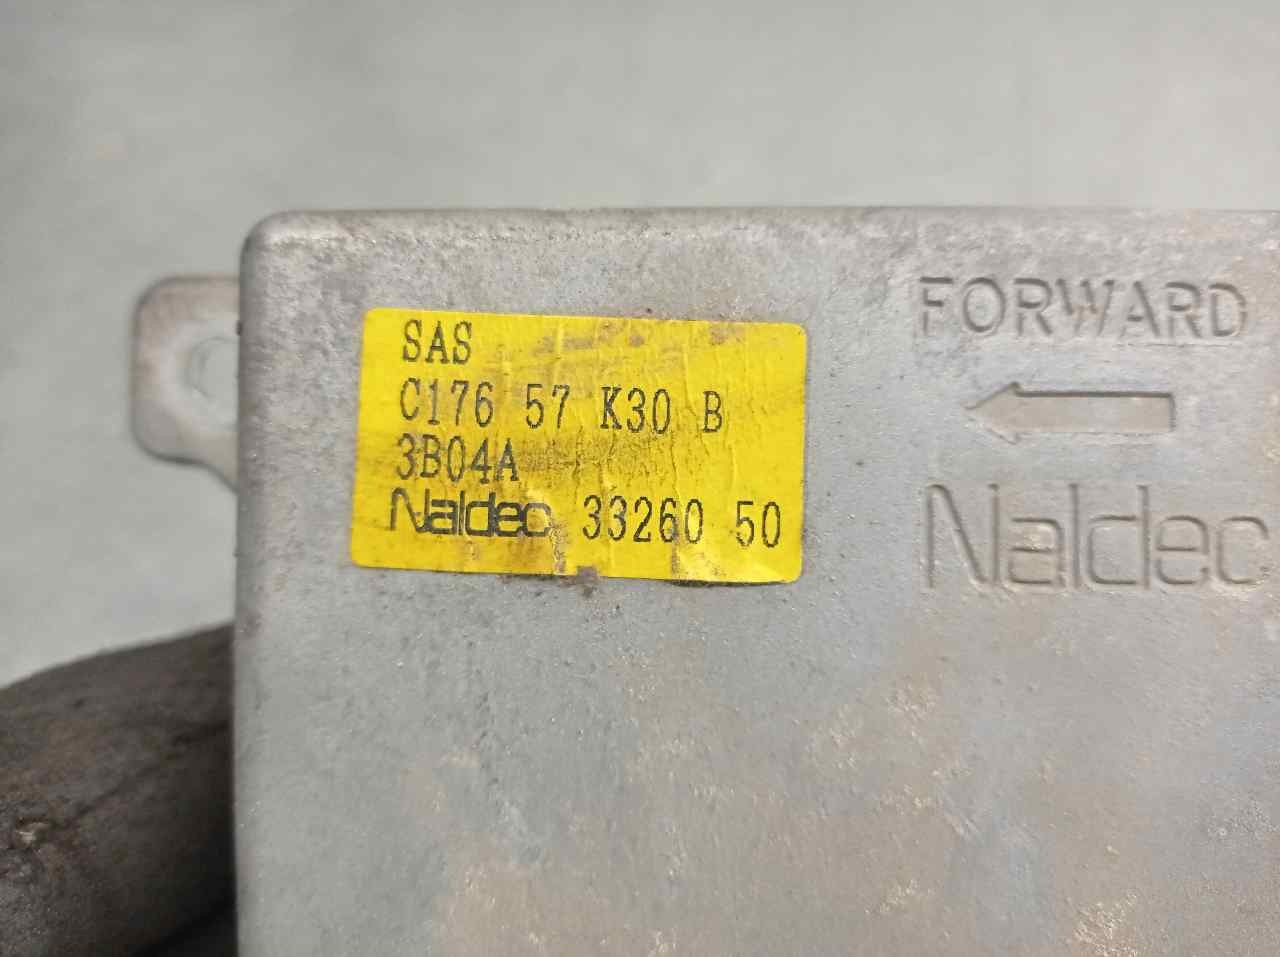 SAS
C176 57 K30 B
3B04A
Naldec 33260 50
FORWARD
Naldec